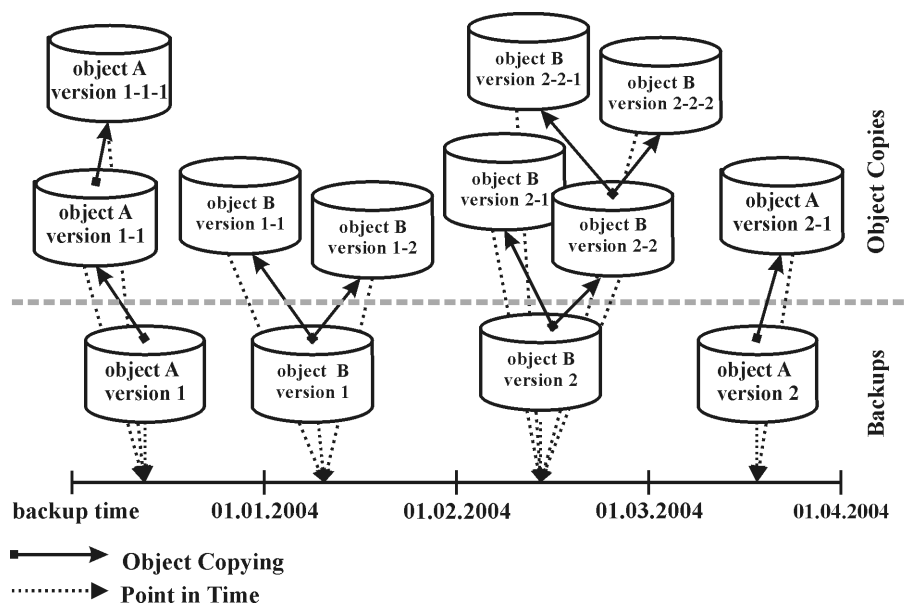 object A
version 1-1-1
object B
version 2-2-1
object B
version 2-2-2
object A
version 1-1
object B
version 1-1
object B
version 1-2
object B
version 2-1
object B
version 2-2
object A
version 2-1
Object Copies
object A
version 1
object B
version 1
object B
version 2
object A
version 2
Backups
backup time
01.01.2004
01.02.2004
01.03.2004
01.04.2004
Object Copying
Point in Time